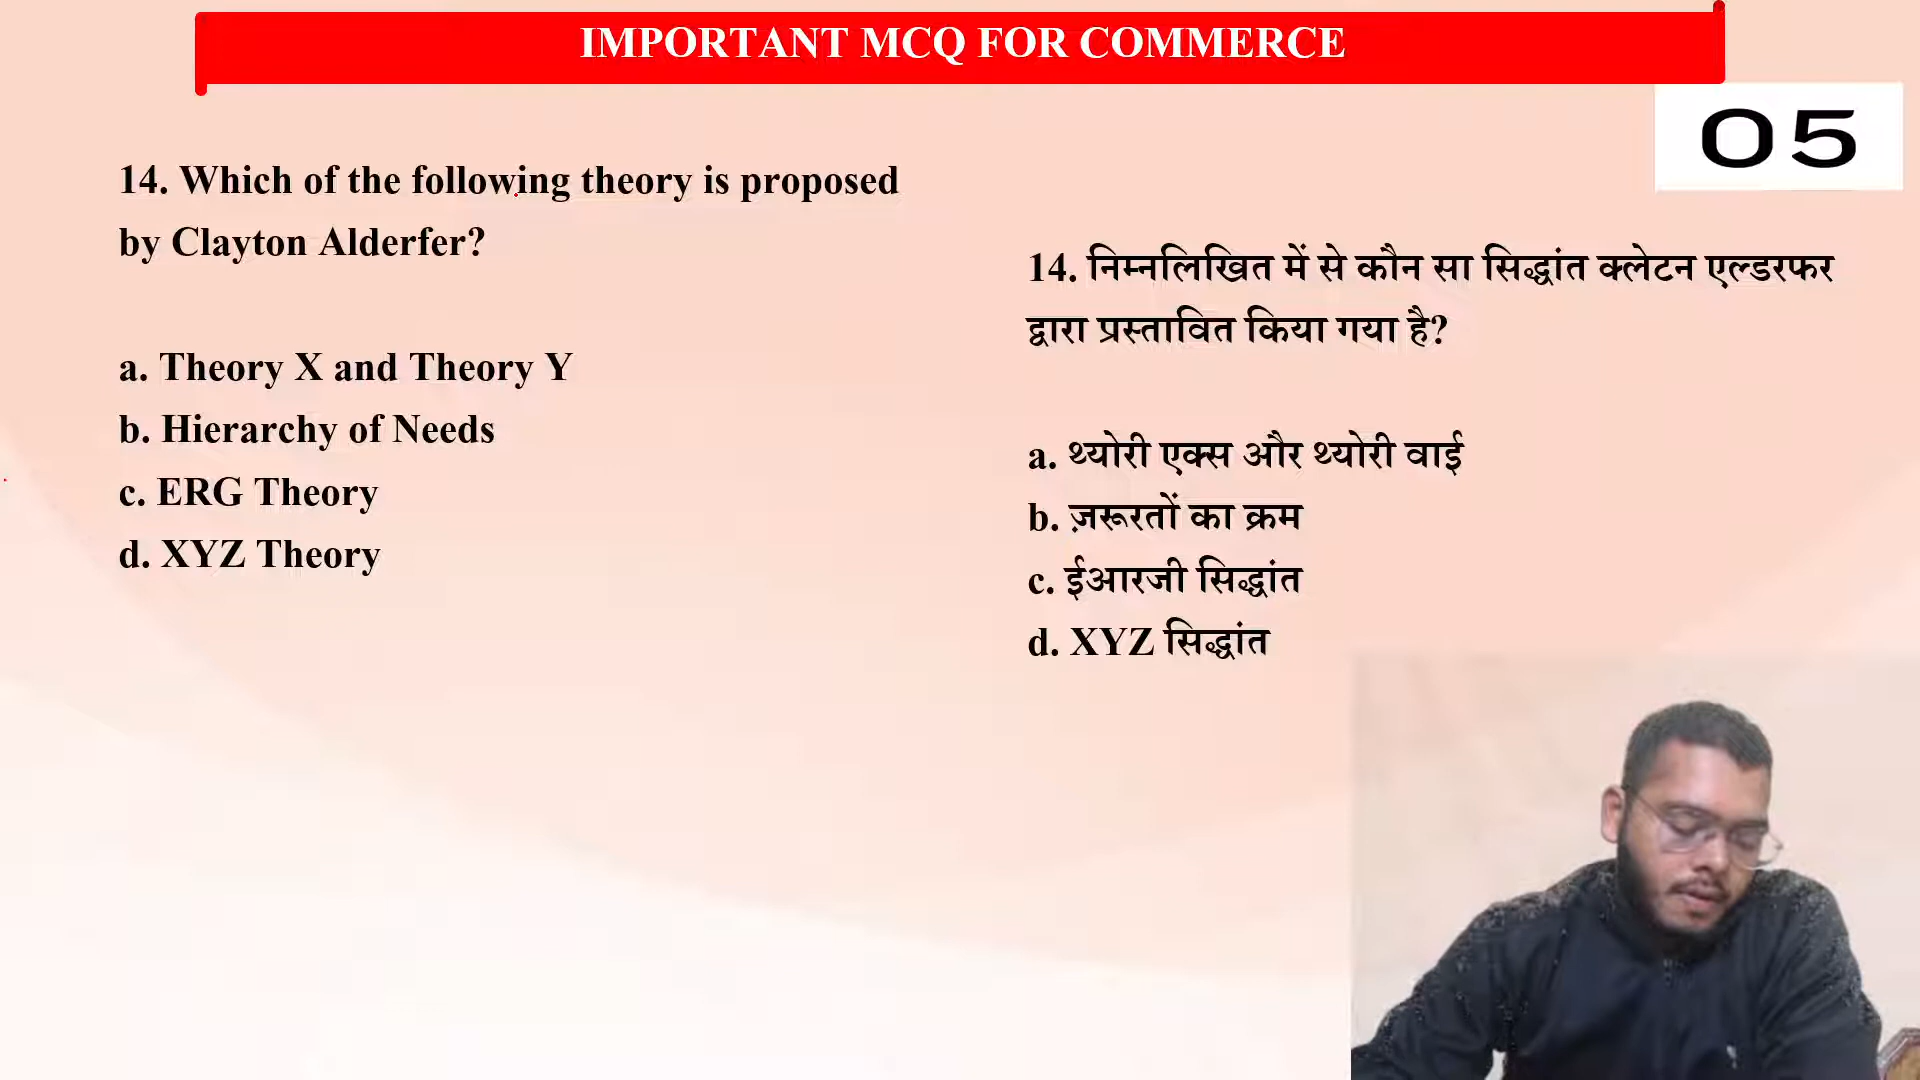 IMPORTANT MCQ FOR COMMERCE
05
14. Which of the following theory is proposed
by Clayton Alderfer?
a. Theory X and Theory Y
b. Hierarchy of Needs
c. ERG Theory
d. XYZ Theory
14. निम्नलिखित में से कौन सा सिद्धांत क्लेटन एल्डरफर
द्वारा प्रस्तावित किया गया है?
a. थ्योरी एक्स और थ्योरी वाई
b. ज़रूरतों का क्रम
c. ईआरजी सिद्धांत
d. XYZ सिद्धांत